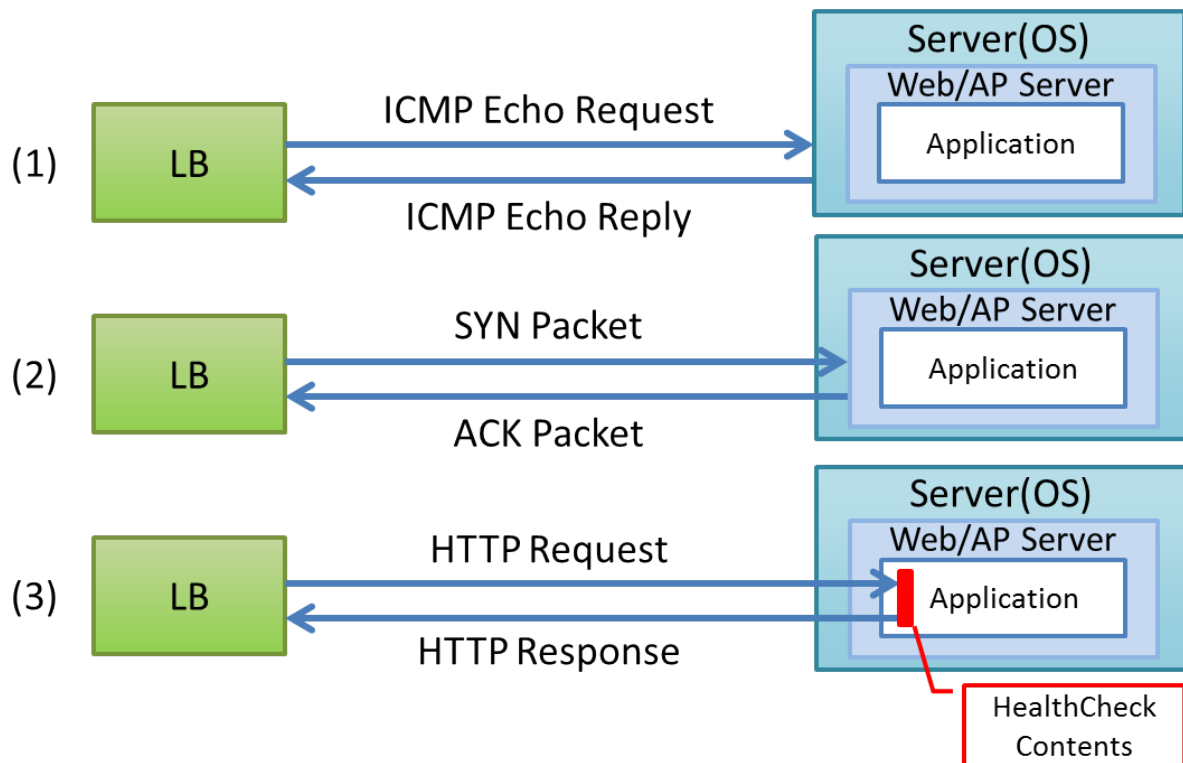 Server(OS)
Web/AP Server
ICMP Echo Request
Application
(1)
LB
ICMP Echo Reply
Server(OS)
Web/AP Server
SYN Packet
Application
(2)
LB
ACK Packet
Server(OS)
Web/AP Server
HTTP Request
Application
(3)
LB
HTTP Response
HealthCheck
Contents